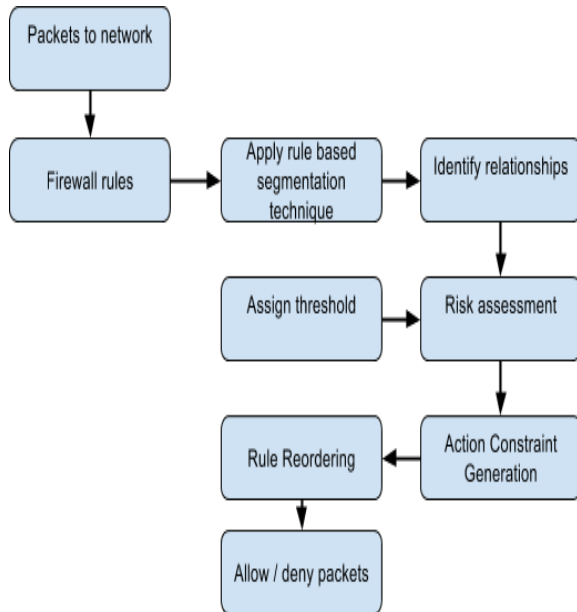 Packets to network
Firewall rules
Apply rule based
segmentation
technique
Identify relationships
Assign threshold
Risk assessment
Rule Reordering
Action Constraint
Generation
Allow / deny packets